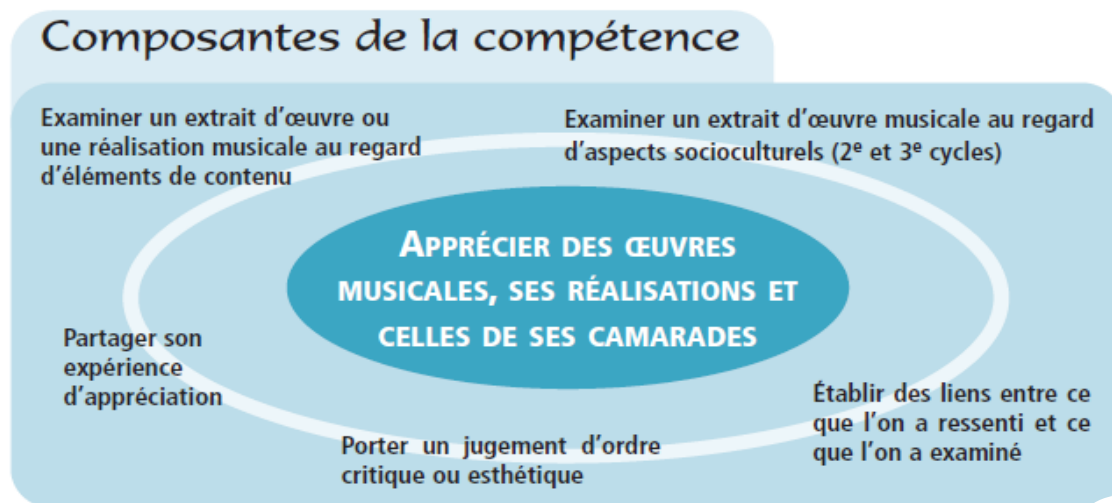 Composantes de la compétence
Examiner un extrait d'œuvre ou
une réalisation musicale au regard
d'éléments de contenu
Examiner un extrait d'œuvre musicale au regard
d'aspects socioculturels (2e et 3e cycles)
APPRÉCIER DES ŒUVRES
MUSICALES, SES RÉALISATIONS ET
CELLES DE SES CAMARADES
Partager son
expérience
d'appréciation
Établir des liens entre ce
que l'on a ressenti et ce
que l'on a examiné
Porter un jugement d'ordre
critique ou esthétique